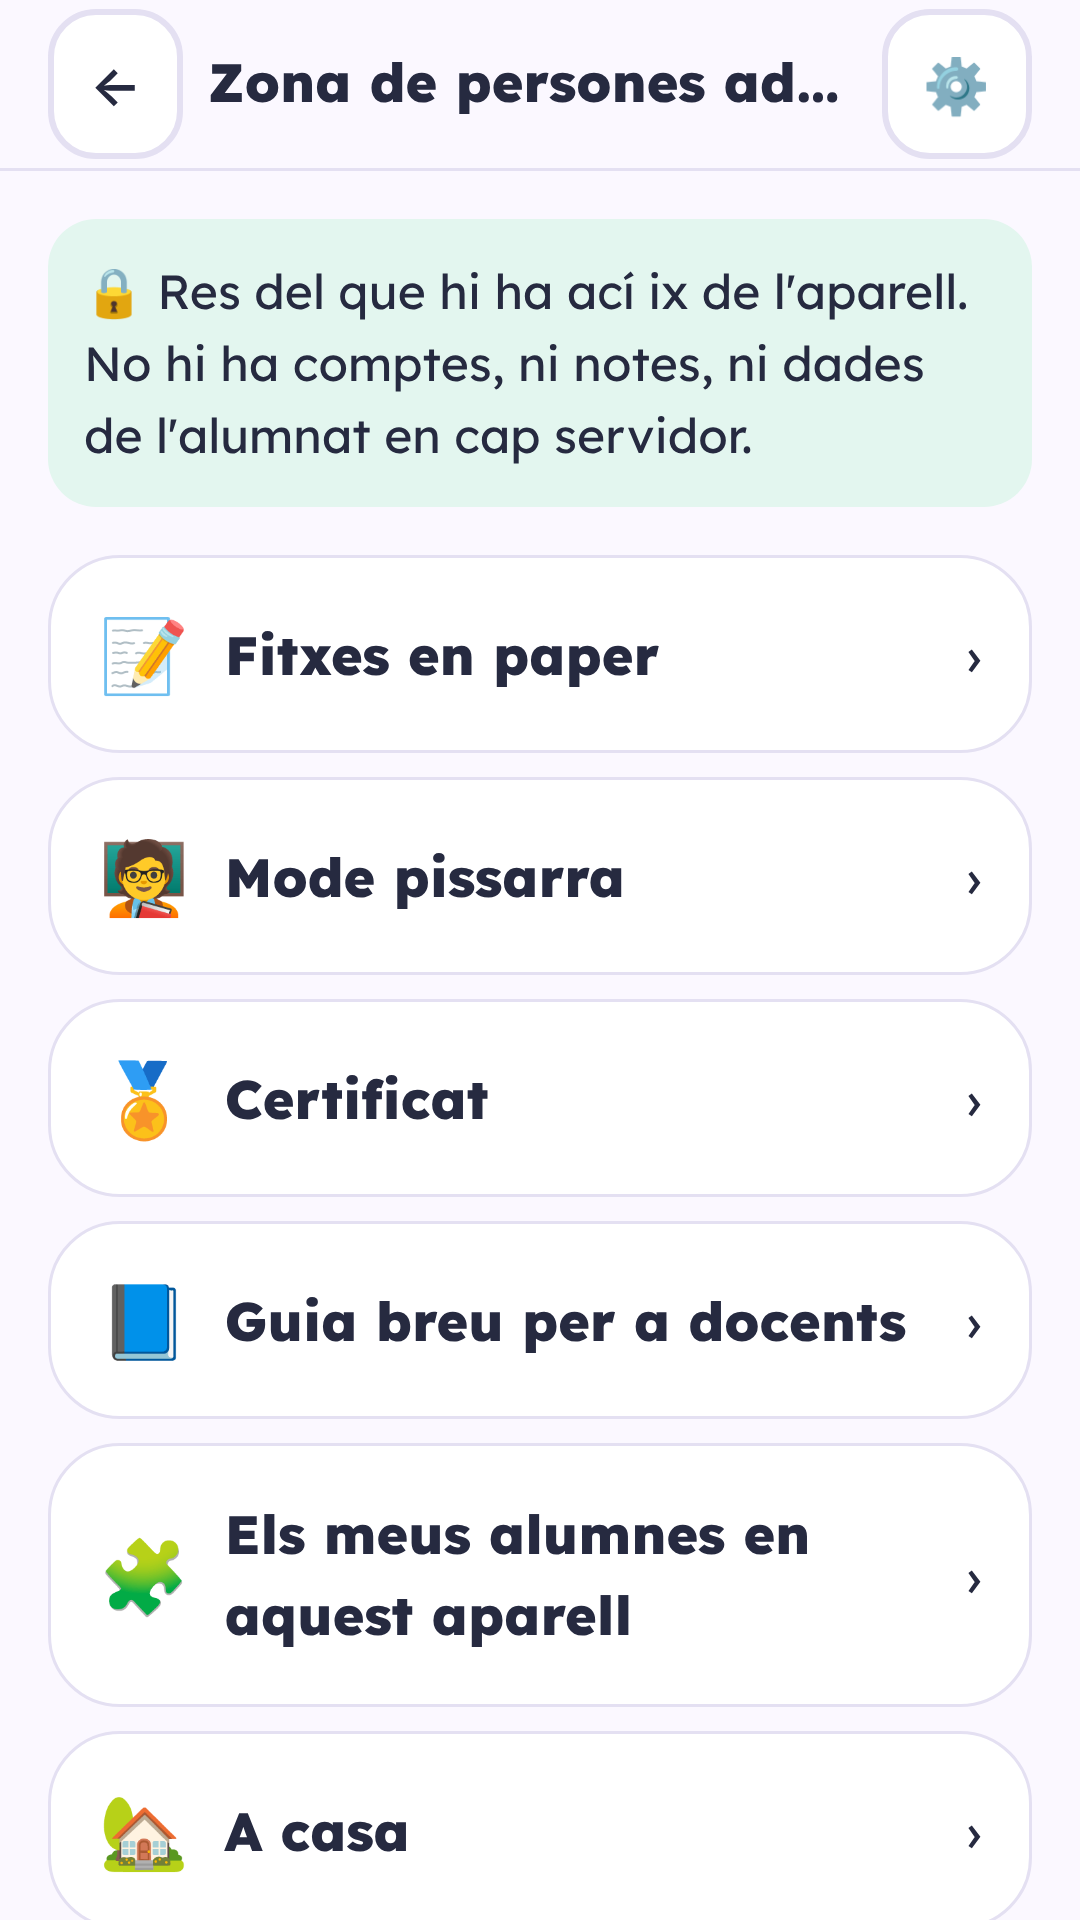 Zona de persones ad...
Res del que hi ha ací ix de l'aparell.
No hi ha comptes, ni notes, ni dades
de l'alumnat en cap servidor.
Fitxes en paper
Mode pissarra
Certificat
Guia breu per a docents
Els meus alumnes en
aquest aparell
A casa